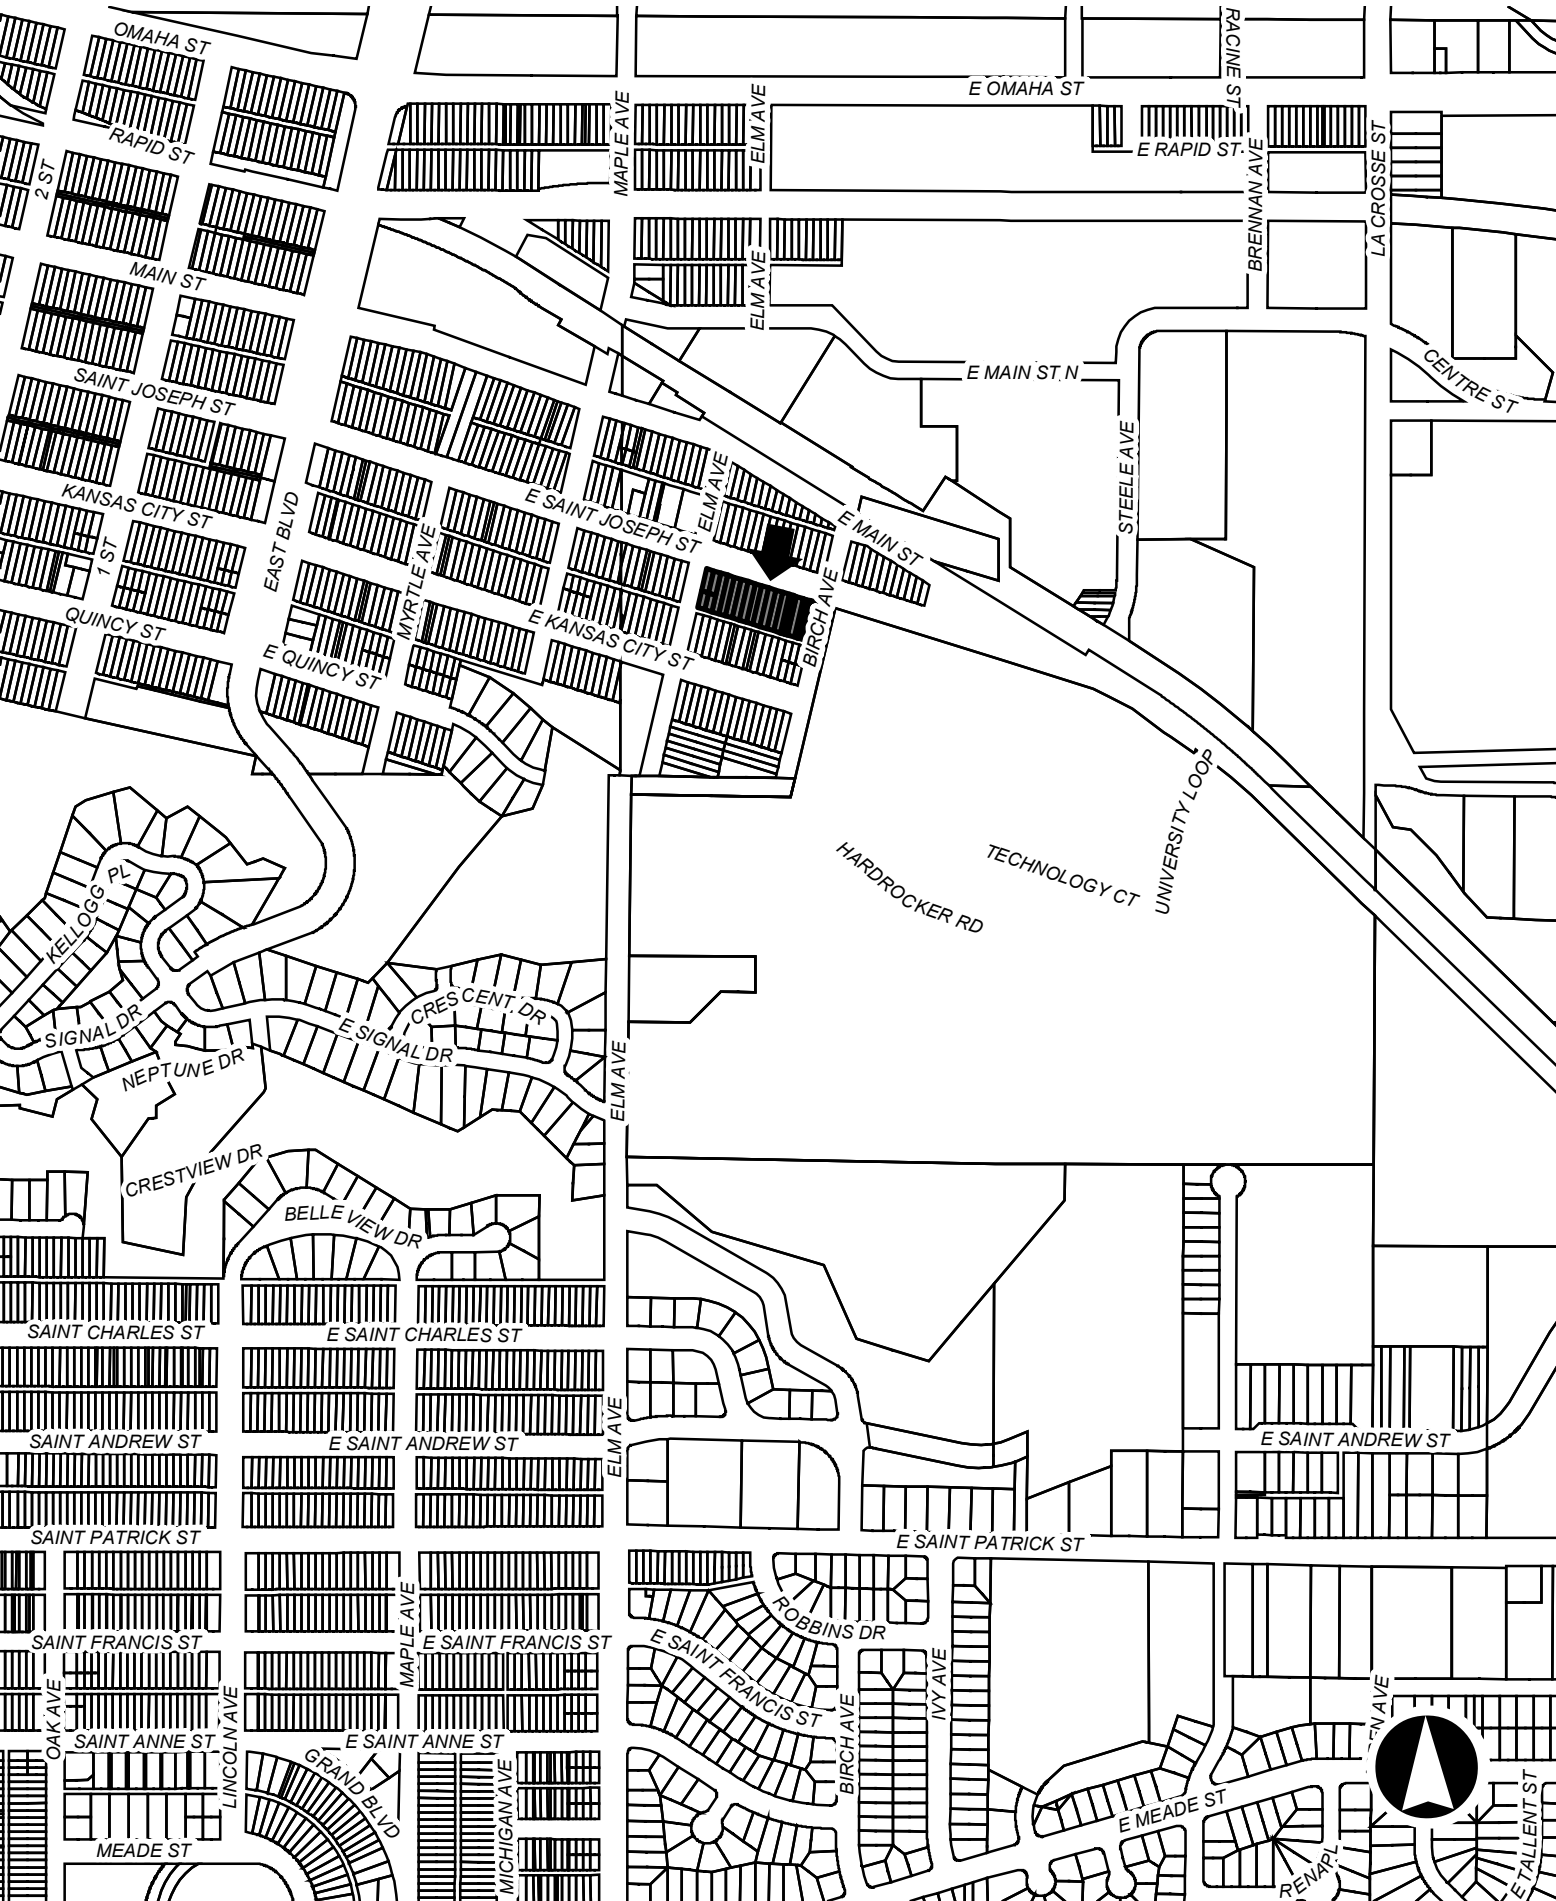 OMAHA ST
RACINE ST
E OMAHA ST
MAPLE AVE
ELM AVE
RAPID ST
E RAPID ST
2 ST
LA CROSSE ST
BRENNAN AVE
MAIN ST
ELM AVE
SAINT JOSEPH ST
E MAIN ST N
CENTRE ST
STEELE AVE
ELM AVE
KANSAS CITY ST
EAST BLVD
E SAINT JOSEPH ST
E MAIN ST
1 ST
MYRTLE AVE
BIRCH AVE
QUINCY ST
E KANSAS CITY ST
E QUINCY ST
UNIVERSITY LOOP
HARDROCKER RD
TECHNOLOGY CT
KELLOGG PL
CRESCENT DR
SIGNAL DR
E SIGNAL DR
NEPTUNE DR
ELM AVE
CRESTVIEW DR
BELLE VIEW DR
SAINT CHARLES ST
E SAINT CHARLES ST
ELM AVE
SAINT ANDREW ST
E SAINT ANDREW ST
E SAINT ANDREW ST
SAINT PATRICK ST
E SAINT PATRICK ST
MAPLE AVE
ROBBINS DR
SAINT FRANCIS ST
E SAINT FRANCIS ST
E SAINT FRANCIS ST
IVY AVE
OAK AVE
LINCOLN AVE
BIRCH AVE
SAINT ANNE ST
E SAINT ANNE ST
GRAND BLVD
MICHIGAN AVE
E MEADE ST
E TALLENT ST
MEADE ST
RENA PL